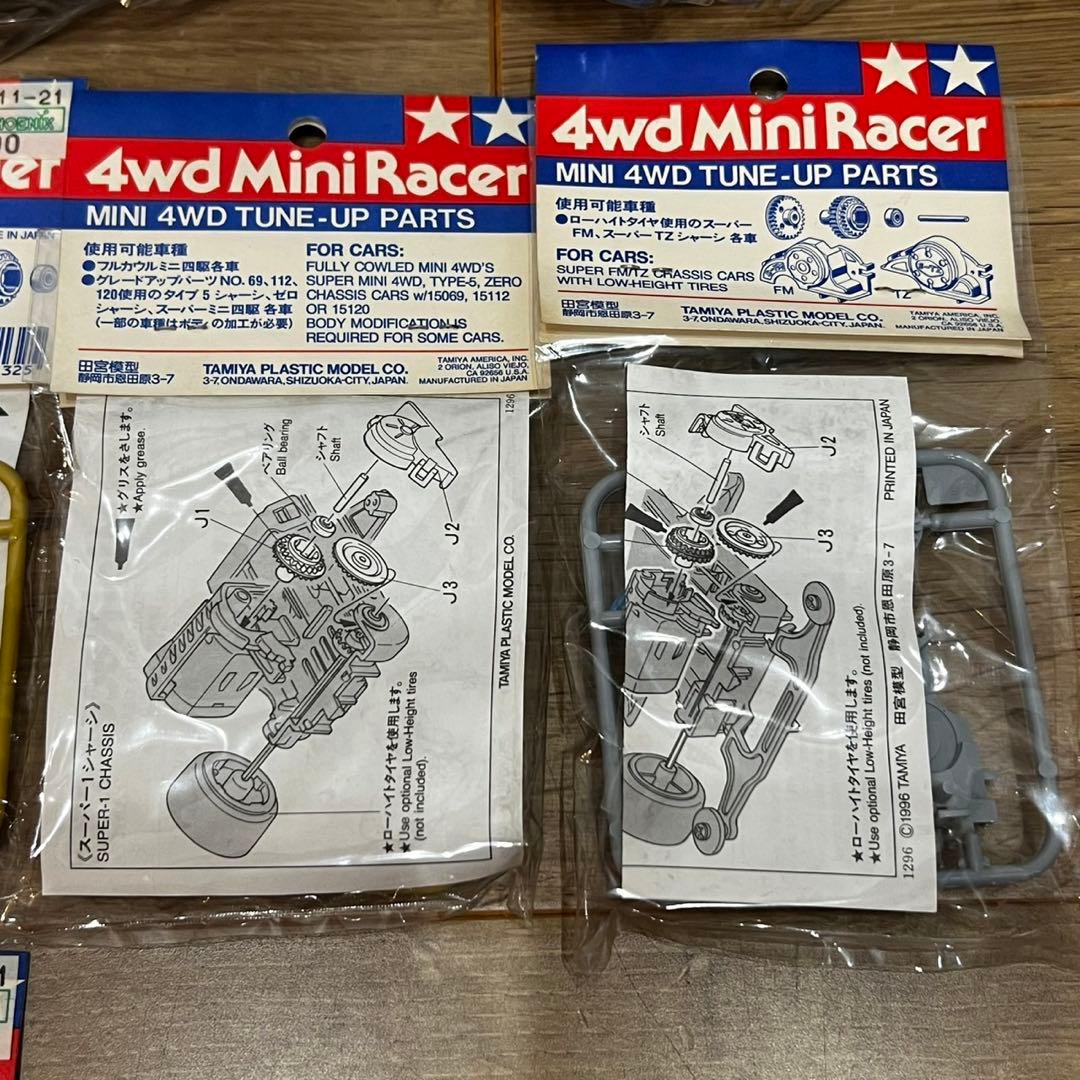 11-21
HOENIX
00
er
E IN JAPAN
325
4wd Mini Racer
MINI 4WD TUNE-UP PARTS
使用可能車種
●フルカウルミニ四駆各車
●グレードアップパーツNO.69、112、
120使用のタイプ5シャーシ、ゼロ
シャーシ、スーパーミニ四駆 各車
(一部の車種はボディの加工が必要)
FOR CARS:
FULLY COWLED MINI 4WD'S
SUPER MINI 4WD, TYPE-5, ZERO
CHASSIS CARS w/15069, 15112
OR 15120
BODY MODIFICATION IS
REQUIRED FOR SOME CARS.
田宮模型
静岡市恩田原3-7
TAMIYA PLASTIC MODEL CO.
3-7, ONDAWARA, SHIZUOKA-CITY, JAPAN.
TAMIYA AMERICA, INC.
2 ORION, ALISO VIEJO,
CA 92656 U.S.A.
MANUFACTURED IN JAPAN
★グリスをさします。
★Apply grease.
ベアリング
Ball bearing
シャフト
Shaft
J1
J2
J3
1296
《スーパー1シャーシ》
SUPER-1 CHASSIS
★ローハイトタイヤを使用します。
★Use optional Low-Height tires
(not included).
TAMIYA PLASTIC MODEL CO.
4wd Mini Racer
MINI 4WD TUNE-UP PARTS
使用可能車種
●ローハイトタイヤ使用のスーパー
FM、スーパーTZシャーシ 各車
FOR CARS:
SUPER FM/TZ CHASSIS CARS
WITH LOW-HEIGHT TIRES
FM
TZ
田宮模型
静岡市恩田原3-7
TAMIYA PLASTIC MODEL CO.
3-7, ONDAWARA, SHIZUOKA-CITY, JAPAN.
TAMIYA AMERICA, INC.
2 ORION, ALISO VIEJO,
CA 92656 U.S.A.
MANUFACTURED IN JAPAN
シャフト
Shaft
J2
J3
★ローハイトタイヤを使用します。
★Use optional Low-Height tires (not included).
1296 ©1996 TAMIYA 田宮模型 静岡市恩田原3-7 PRINTED IN JAPAN